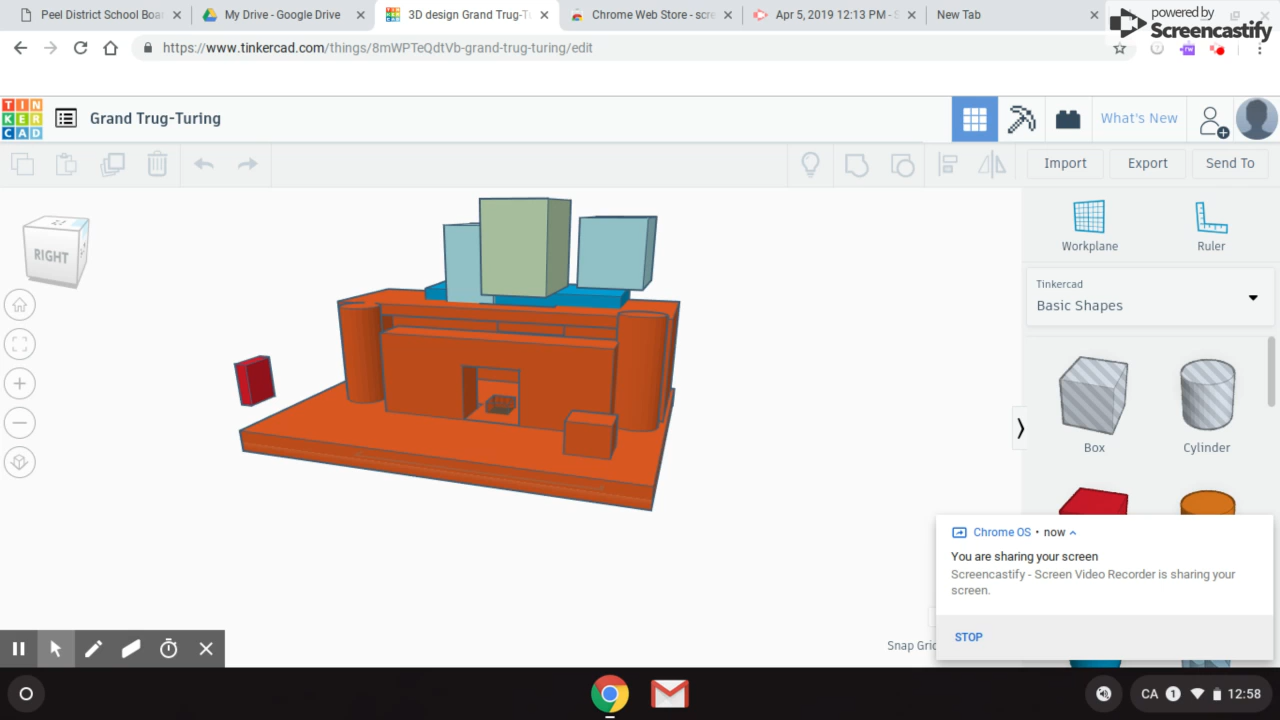 Peel District School Boar
My Drive - Google Drive
3D design Grand Trug-T
Chrome Web Store - scre
Apr 5, 2019 12:13 PM - S
New Tab
powered by
Screencastify
https://www.tinkercad.com/things/8mWPTeQdtVb-grand-trug-turing/edit
TIN
KER
CAD
Grand Trug-Turing
What's New
Import
Export
Send To
RIGHT
Workplane
Ruler
Tinkercad
Basic Shapes
Box
Cylinder
Chrome OS • now
You are sharing your screen
Screencastify - Screen Video Recorder is sharing your
screen.
STOP
Snap Grid
CA 1 12:58